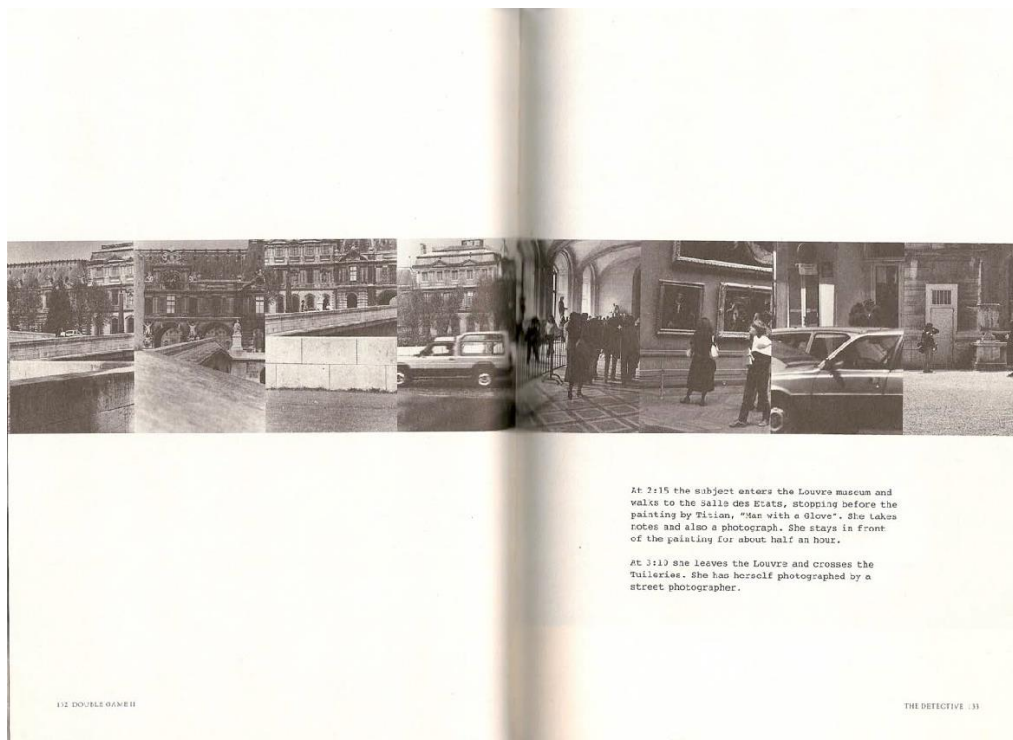 At 2:15 the subject enters the Louvre museum and
walks to the Salle des Etats, stopping before the
painting by Titian, "Man with a Glove". She takes
notes and also a photograph. She stays in front
of the painting for about half an hour.
At 3:10 she leaves the Louvre and crosses the
Tuileries. She has herself photographed by a
street photographer.
132 DOUBLE GAME II
THE DETECTIVE 133